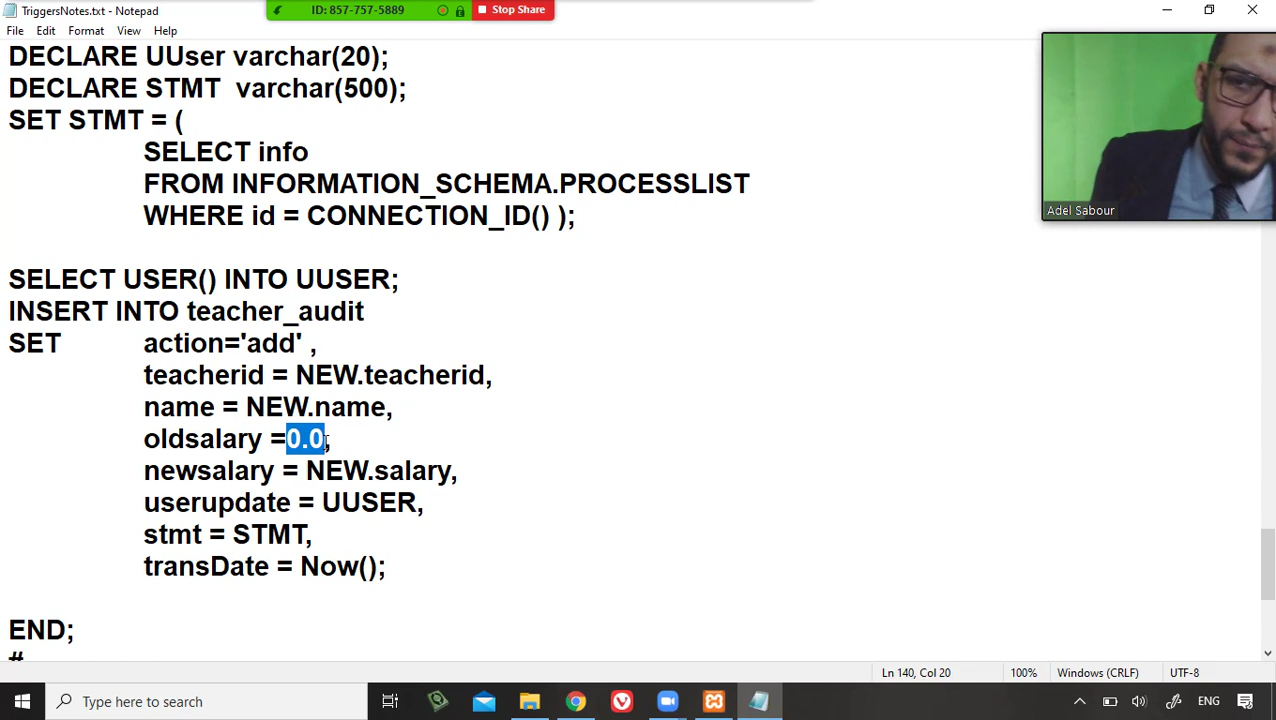 TriggersNotes.txt - Notepad
ID: 857-757-5889
Stop Share
File Edit Format View Help
DECLARE UUser varchar(20);
DECLARE STMT varchar(500);
SET STMT = (
SELECT info
FROM INFORMATION_SCHEMA.PROCESSLIST
WHERE id = CONNECTION_ID() );
Adel Sabour
SELECT USER() INTO UUSER;
INSERT INTO teacher_audit
SET action='add' ,
teacherid = NEW.teacherid,
name = NEW.name,
oldsalary =0.0,
newsalary = NEW.salary,
userupdate = UUSER,
stmt = STMT,
transDate = Now();
END;
#
Ln 140, Col 20 100% Windows (CRLF) UTF-8
Type here to search
ENG